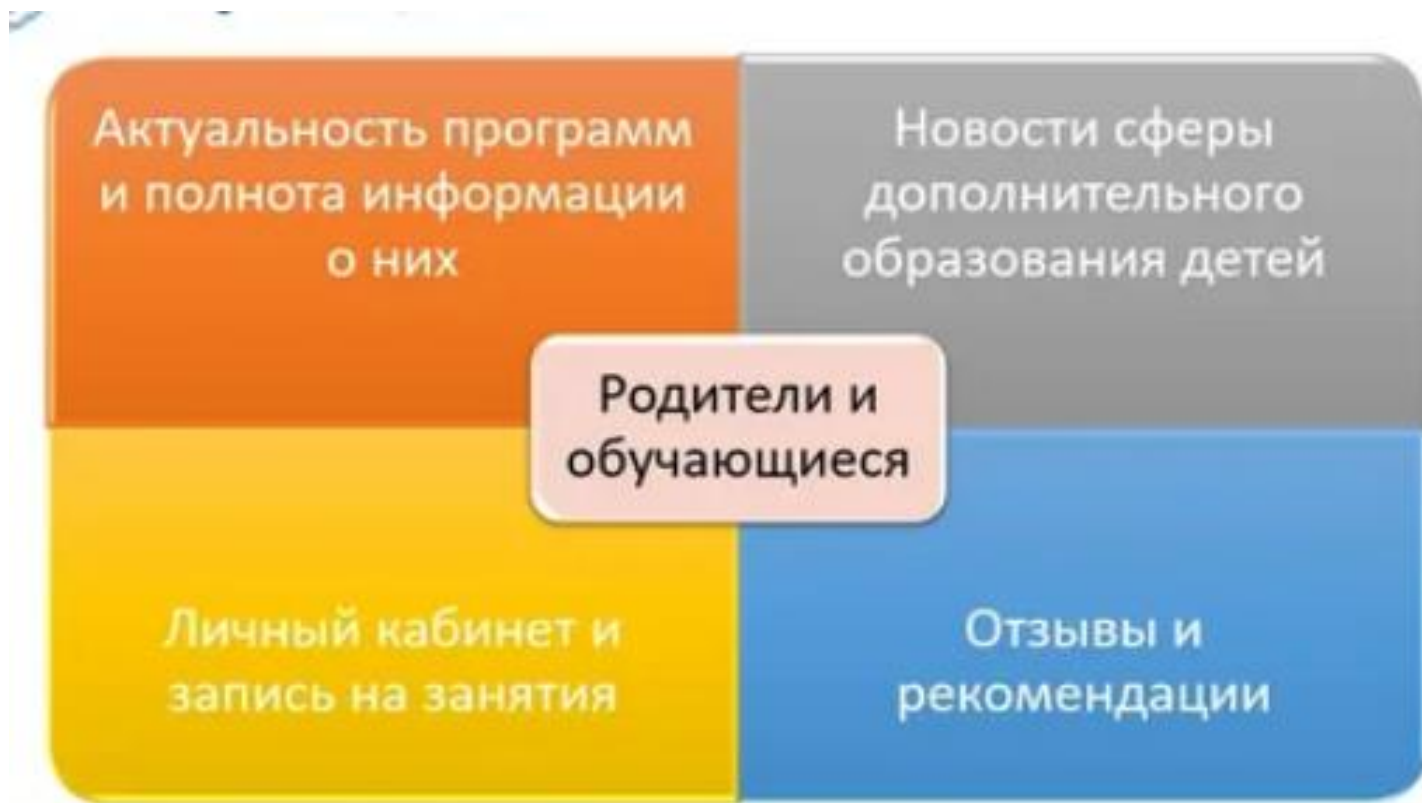 Актуальность программ
и полнота информации
о них
Новости сферы
дополнительного
образования детей
Родители и
обучающиеся
Личный кабинет и
запись на занятия
Отзывы и
рекомендации